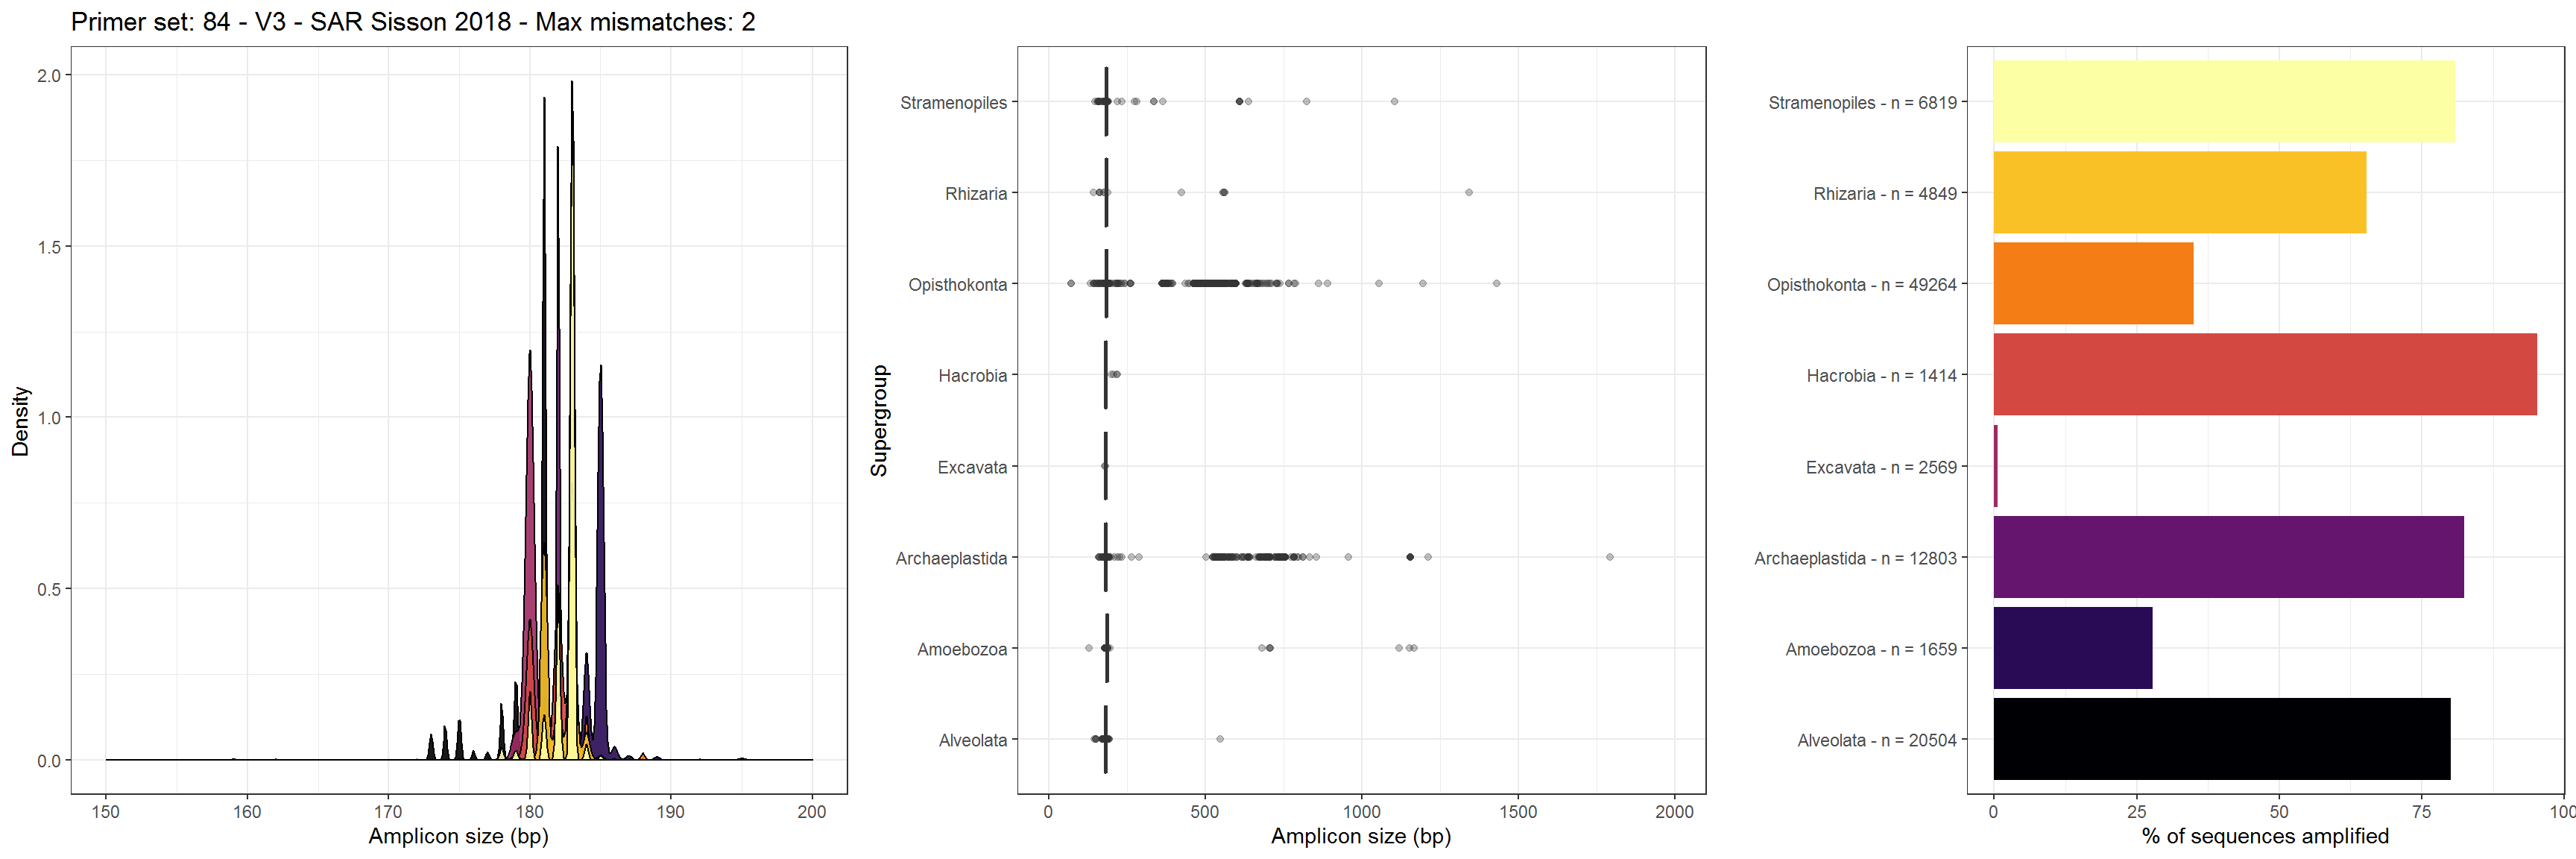 Primer set: 84 - V3 - SAR Sisson 2018 - Max mismatches: 2
Density
2.0
1.5
1.0
0.5
0.0
150 160 170 180 190 200
Amplicon size (bp)
Supergroup
Stramenopiles
Rhizaria
Opisthokonta
Hacrobia
Excavata
Archaeplastida
Amoebozoa
Alveolata
0 500 1000 1500 2000
Amplicon size (bp)
Stramenopiles - n = 6819
Rhizaria - n = 4849
Opisthokonta - n = 49264
Hacrobia - n = 1414
Excavata - n = 2569
Archaeplastida - n = 12803
Amoebozoa - n = 1659
Alveolata - n = 20504
0 25 50 75 100
% of sequences amplified